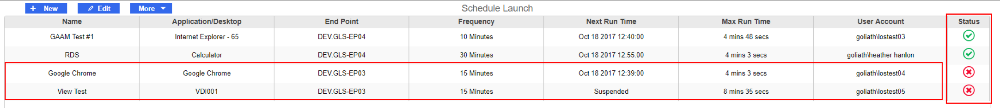 + New Edit More Schedule Launch
Name Application/Desktop End Point Frequency Next Run Time Max Run Time User Account Status
GAAM Test #1 Internet Explorer - 65 DEV.GLS-EP04 10 Minutes Oct 18 2017 12:40:00 4 mins 48 secs goliath\lostest03
RDS Calculator DEV.GLS-EP04 30 Minutes Oct 18 2017 12:55:00 4 mins 3 secs goliath\heather hanlon
Google Chrome Google Chrome DEV.GLS-EP03 15 Minutes Oct 18 2017 12:39:00 4 mins 3 secs goliath\lostest04
View Test VDI001 DEV.GLS-EP03 15 Minutes Suspended 8 mins 35 secs goliath\lostest05